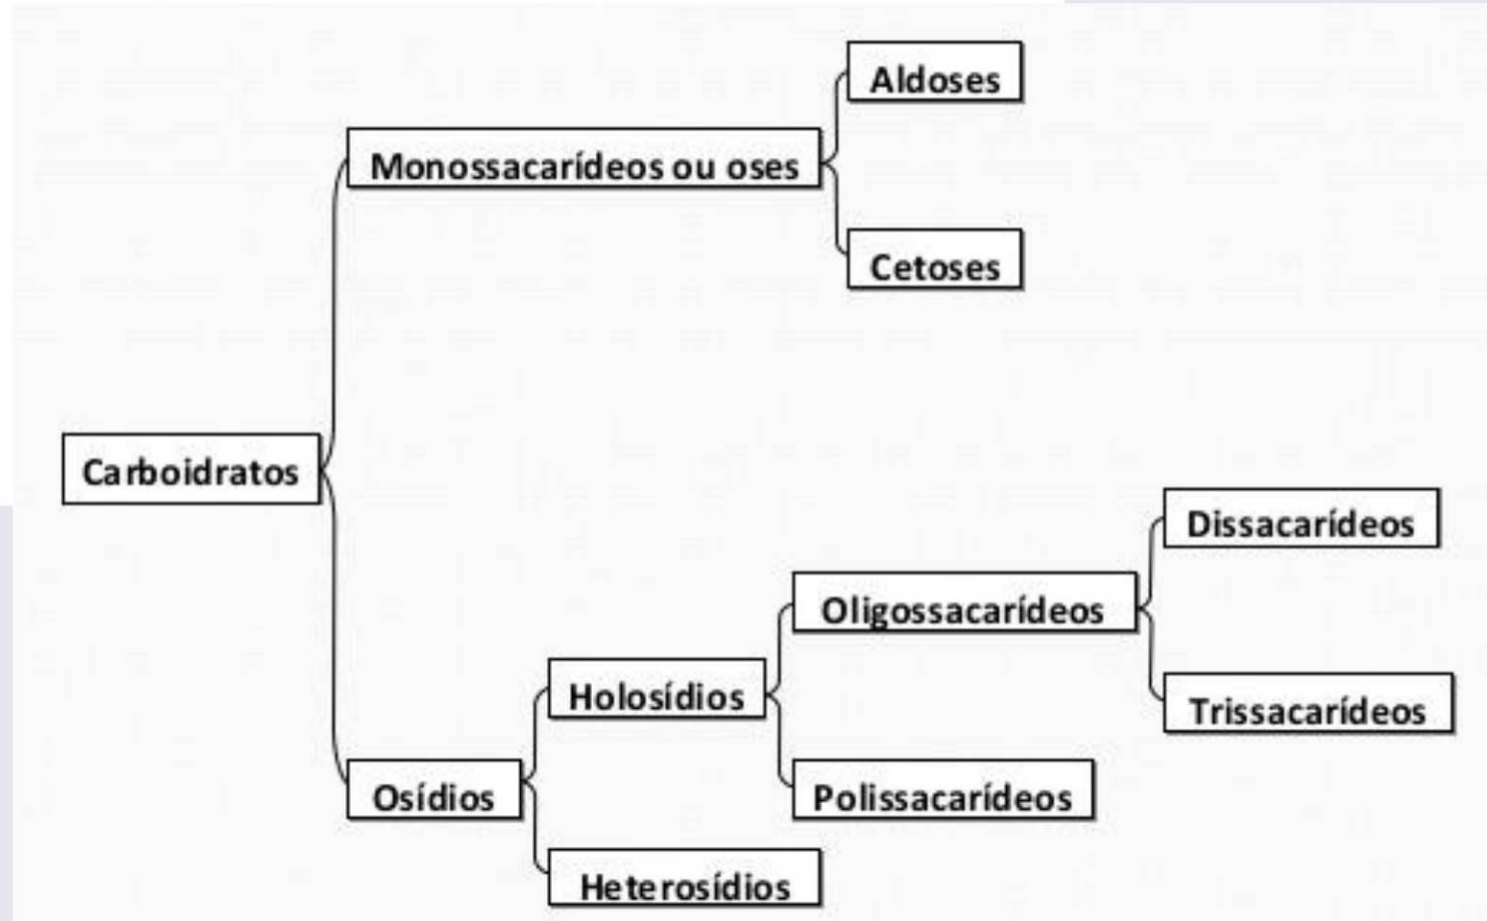 Aldoses
Monossacarídeos ou oses
Cetoses
Carboidratos
Dissacarídeos
Oligossacarídeos
Holosídios
Trissacarídeos
Osídios
Polissacarídeos
Heterosídios